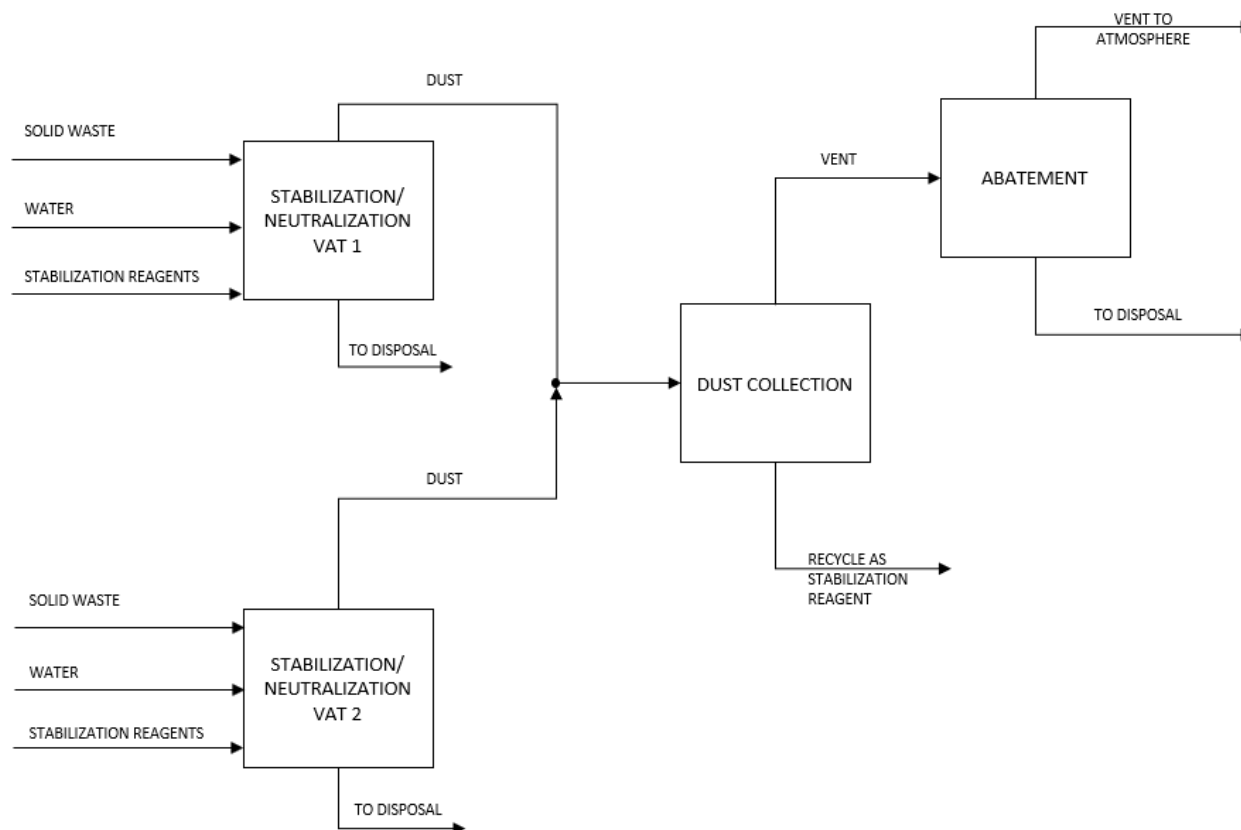 VENT TO
ATMOSPHERE
DUST
SOLID WASTE
STABILIZATION/
NEUTRALIZATION
VAT 1
WATER
STABILIZATION REAGENTS
TO DISPOSAL
VENT
ABATEMENT
TO DISPOSAL
DUST COLLECTION
DUST
RECYCLE AS
STABILIZATION
REAGENT
SOLID WASTE
STABILIZATION/
NEUTRALIZATION
VAT 2
WATER
STABILIZATION REAGENTS
TO DISPOSAL